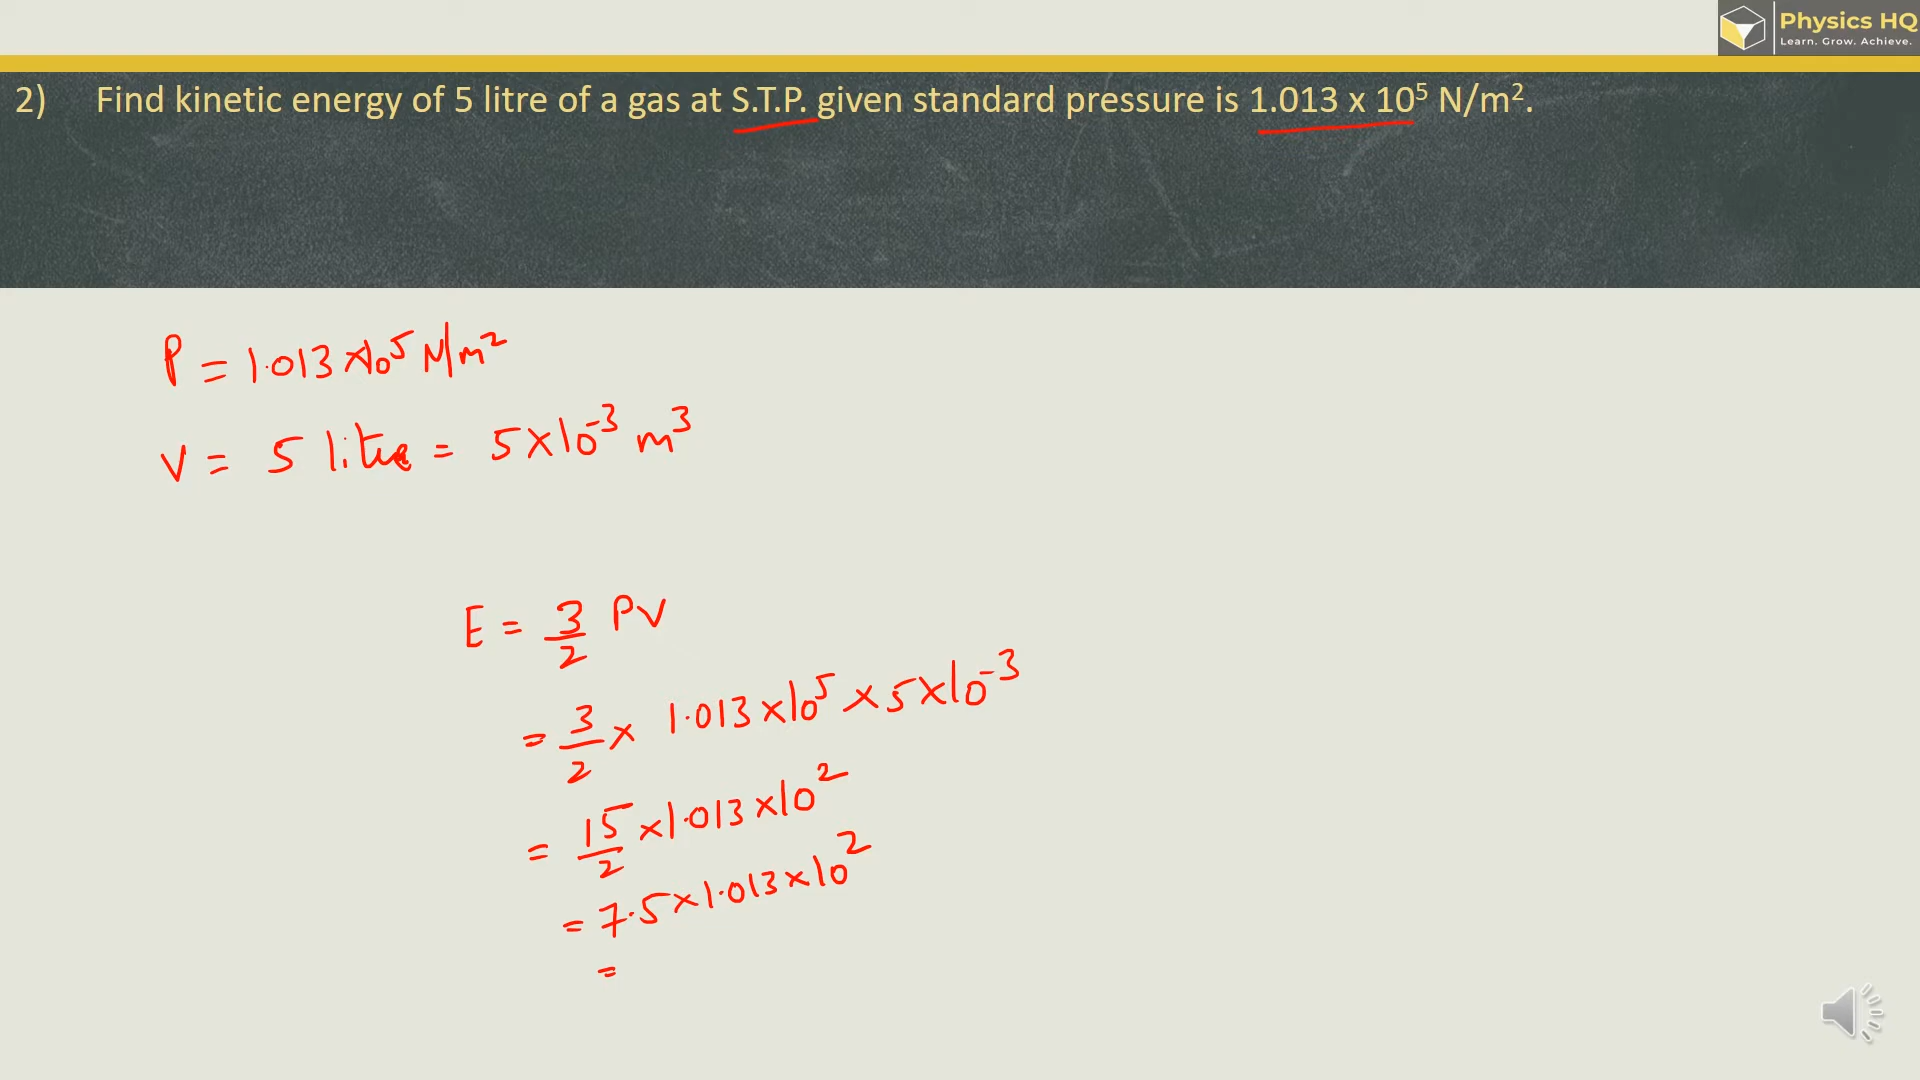 Physics HQ
Learn. Grow. Achieve.
2) Find kinetic energy of 5 litre of a gas at S.T.P. given standard pressure is 1.013 x 10⁵ N/m².
P = 1.013 × 10⁵ N/m²
V = 5 litre = 5 × 10⁻³ m³
E = 3/2 PV
= 3/2 × 1.013 × 10⁵ × 5 × 10⁻³
= 15/2 × 1.013 × 10²
= 7.5 × 1.013 × 10²
=